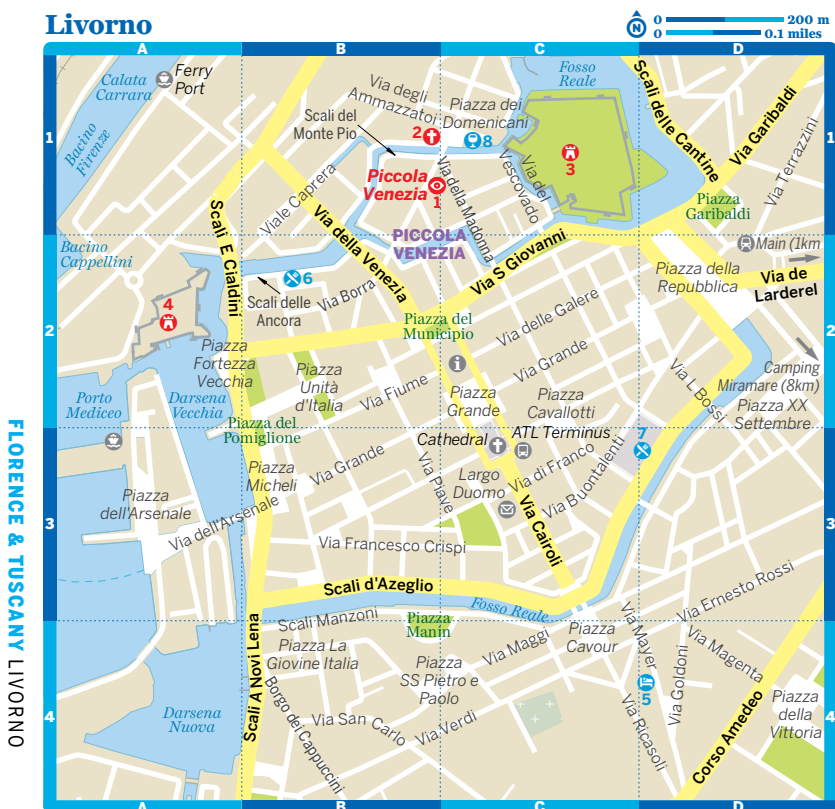 Livorno
N
0 200 m
0 0.1 miles
A B C D
1
2
3
4
1
2
3
4
A B C D
FLORENCE & TUSCANY LIVORNO
Calata
Carrara
Ferry
Port
Bacino
Firenze
Via degli
Ammazzatoi
Scali del
Monte Pio
Piazza dei
Domenicani
2
8
Fosso
Reale
Scali delle Cantine
Via Garibaldi
Via Terrazzini
3
Piccola
Venezia
1
Via della Madonna
Via del
Vescovado
Piazza
Garibaldi
Viale Caprera
Scali E Cialdini
Via della Venezia
PICCOLA
VENEZIA
Via S Giovanni
Bacino
Cappellini
Main (1km
Piazza della
Repubblica
Via de
Larderel
6
Scali delle
Ancora
Via Borra
4
Piazza del
Municipio
Via delle Galere
Piazza
Fortezza
Vecchia
Piazza
Unità
d'Italia
Via Fiume
Via Grande
Via L Bossi
Camping
Miramare (8km)
Piazza
Grande
Piazza
Cavallotti
Piazza XX
Settembre
Porto
Mediceo
Darsena
Vecchia
Piazza del
Pomiglione
Cathedral
ATL Terminus
7
Piazza
Micheli
Via Grande
Via Piave
Largo
Duomo
Via di Franco
Via Buontalenti
Piazza
dell'Arsenale
Via dell'Arsenale
Via Cairoli
Via Francesco Crispi
Scali d'Azeglio
Fosso Reale
Via Ernesto Rossi
Scali Manzoni
Piazza
Manin
Scali A Novi Lena
Piazza La
Giovine Italia
Via Maggi
Piazza
Cavour
Via Mayer
Via Magenta
Piazza
SS Pietro e
Paolo
Via Goldoni
5
Darsena
Nuova
Borgo dei Cappuccini
Via San Carlo
Via Verdi
Via Ricasoli
Corso Amedeo
Piazza
della
Vittoria